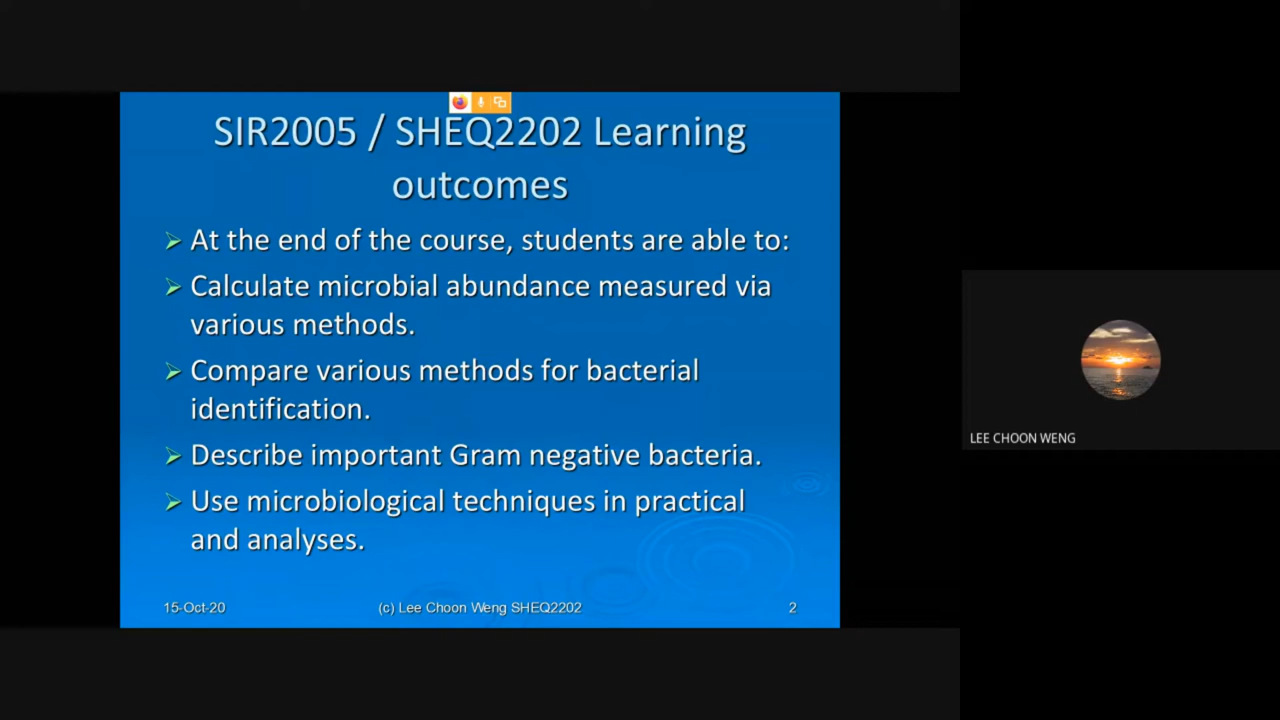 SIR2005 / SHEQ2202 Learning
outcomes
At the end of the course, students are able to:
Calculate microbial abundance measured via
various methods.
Compare various methods for bacterial
identification.
Describe important Gram negative bacteria.
Use microbiological techniques in practical
and analyses.
15-Oct-20 (c) Lee Choon Weng SHEQ2202 2
LEE CHOON WENG